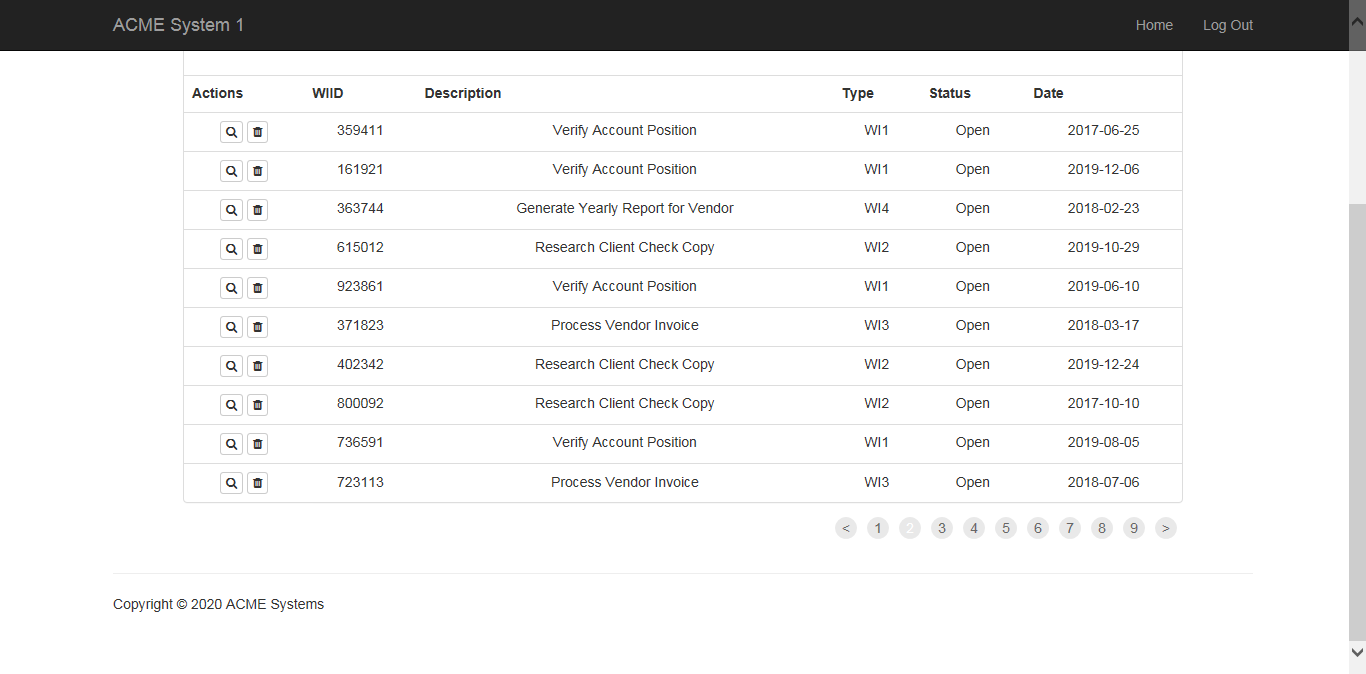 ACME System 1 Home Log Out
Actions WIID Description Type Status Date
359411 Verify Account Position WI1 Open 2017-06-25
161921 Verify Account Position WI1 Open 2019-12-06
363744 Generate Yearly Report for Vendor WI4 Open 2018-02-23
615012 Research Client Check Copy WI2 Open 2019-10-29
923861 Verify Account Position WI1 Open 2019-06-10
371823 Process Vendor Invoice WI3 Open 2018-03-17
402342 Research Client Check Copy WI2 Open 2019-12-24
800092 Research Client Check Copy WI2 Open 2017-10-10
736591 Verify Account Position WI1 Open 2019-08-05
723113 Process Vendor Invoice WI3 Open 2018-07-06
< 1 2 3 4 5 6 7 8 9 >
Copyright © 2020 ACME Systems